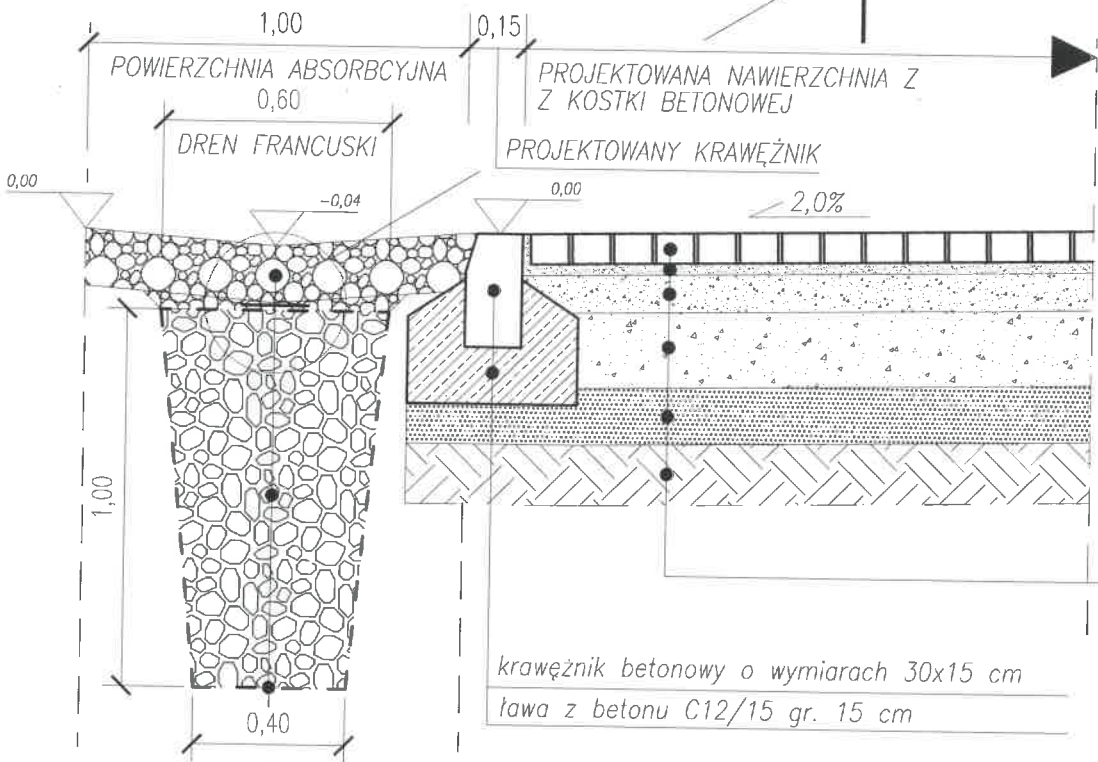 1,00
0,15
POWIERZCHNIA ABSORBCYJNA
PROJEKTOWANA NAWIERZCHNIA Z
Z KOSTKI BETONOWEJ
0,60
DREN FRANCUSKI
PROJEKTOWANY KRAWĘŻNIK
0,00
-0,04
0,00
2,0%
1,00
0,40
krawężnik betonowy o wymiarach 30x15 cm
ława z betonu C12/15 gr. 15 cm